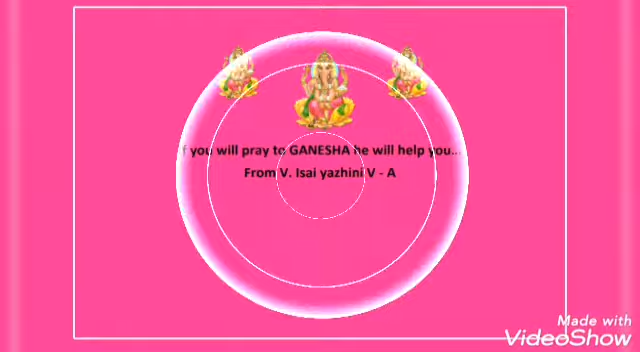 f you will pray to GANESHA he will help you...
From V. Isai yazhini V - A
Made with
VideoShow